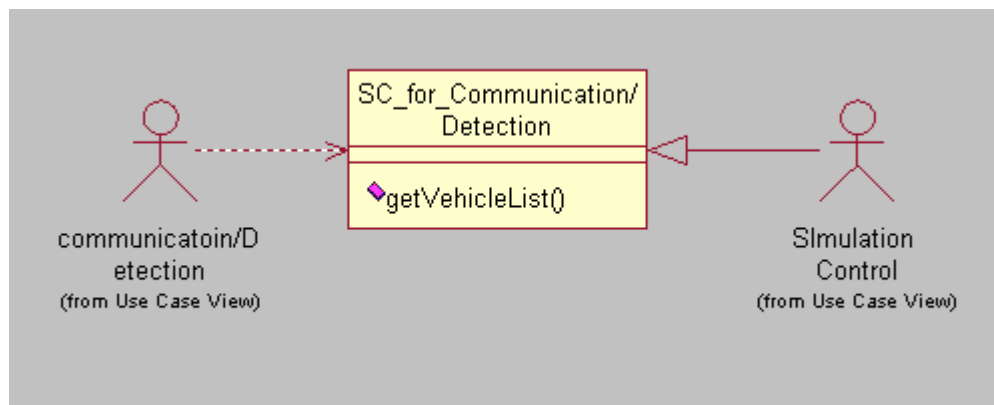 SC_for_Communication/
Detection
getVehicleList()
communicatoin/D
etection
(from Use Case View)
SImulation
Control
(from Use Case View)